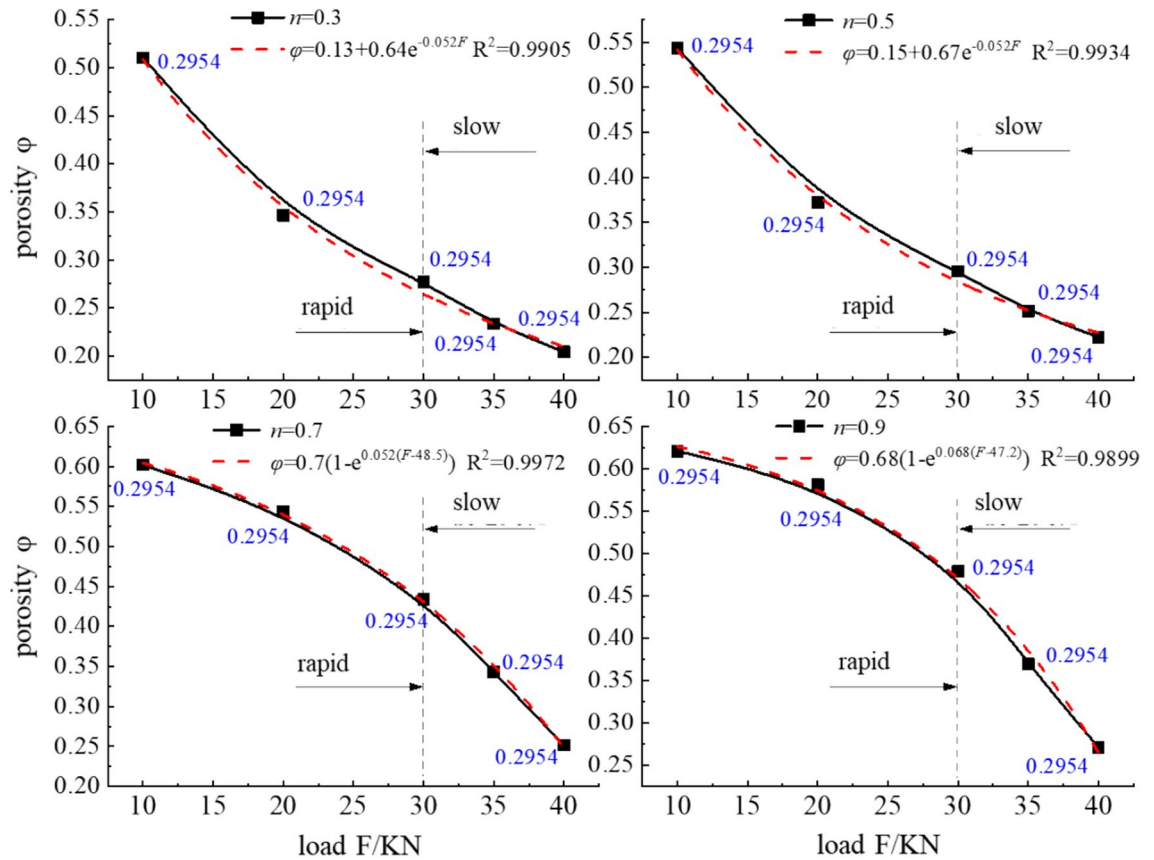 n=0.3
φ=0.13+0.64e^-0.052F R²=0.9905
0.55
0.50
0.45
0.40
0.35
0.30
0.25
0.20
porosity φ
0.2954
0.2954
0.2954
0.2954
0.2954
slow
rapid
10 15 20 25 30 35 40
n=0.5
φ=0.15+0.67e^-0.052F R²=0.9934
0.55
0.50
0.45
0.40
0.35
0.30
0.25
0.20
0.2954
0.2954
0.2954
0.2954
0.2954
slow
rapid
10 15 20 25 30 35 40
n=0.7
φ=0.7(1-e^0.052(F-48.5)) R²=0.9972
0.65
0.60
0.55
0.50
0.45
0.40
0.35
0.30
0.25
0.20
porosity φ
0.2954
0.2954
0.2954
0.2954
0.2954
slow
rapid
10 15 20 25 30 35 40
load F/KN
n=0.9
φ=0.68(1-e^0.068(F-47.2)) R²=0.9899
0.65
0.60
0.55
0.50
0.45
0.40
0.35
0.30
0.25
0.2954
0.2954
0.2954
0.2954
0.2954
slow
rapid
10 15 20 25 30 35 40
load F/KN